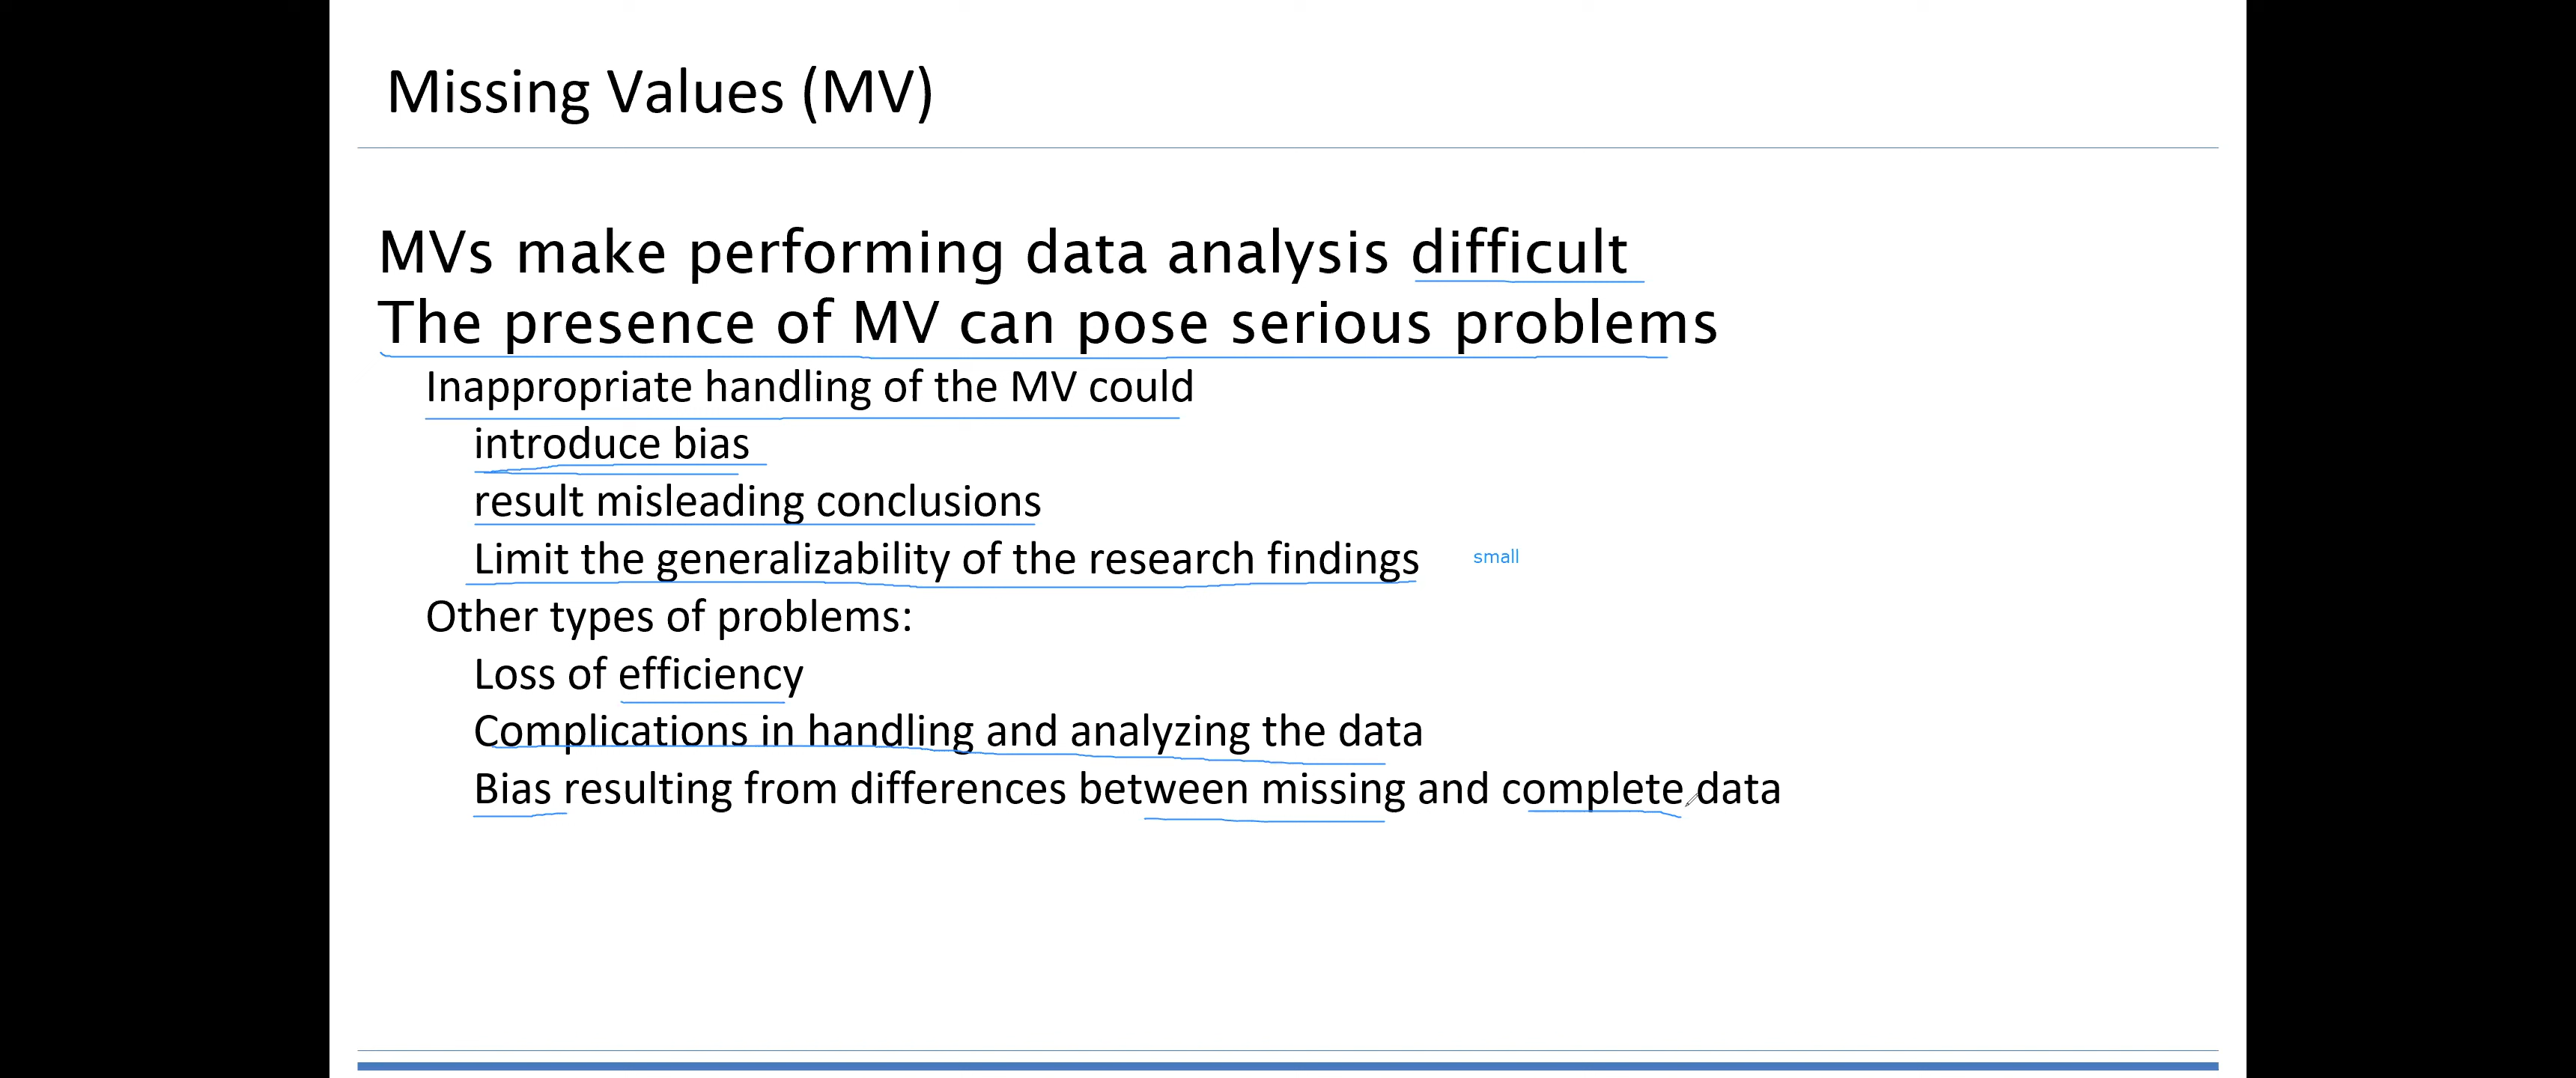 Missing Values (MV)
MVs make performing data analysis difficult
The presence of MV can pose serious problems
Inappropriate handling of the MV could
introduce bias
result misleading conclusions
Limit the generalizability of the research findings small
Other types of problems:
Loss of efficiency
Complications in handling and analyzing the data
Bias resulting from differences between missing and complete data